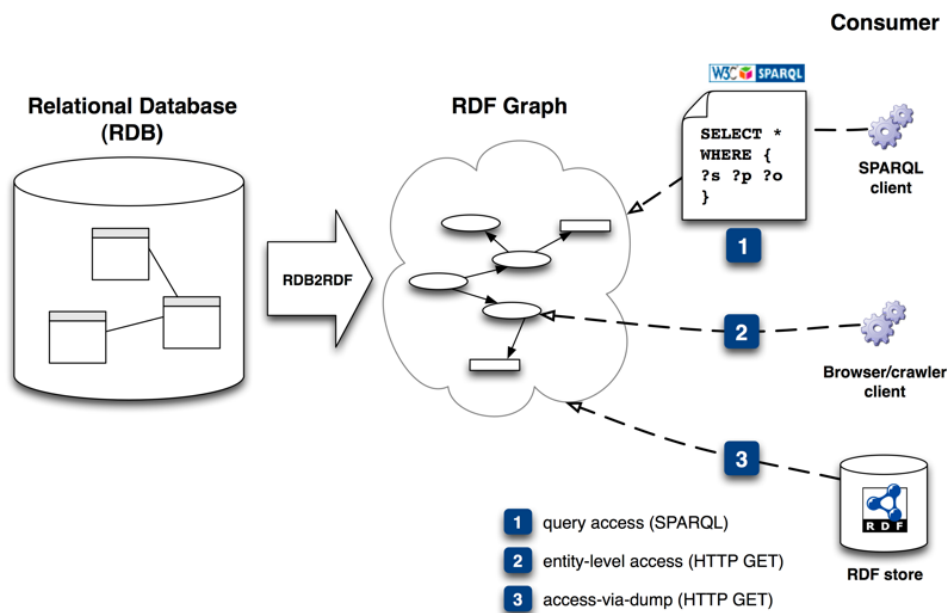 Consumer
Relational Database
(RDB)
RDF Graph
W3C SPARQL
SELECT *
WHERE {
?s ?p ?o
}
SPARQL
client
1
RDB2RDF
2
Browser/crawler
client
3
RDF
RDF store
1 query access (SPARQL)
2 entity-level access (HTTP GET)
3 access-via-dump (HTTP GET)